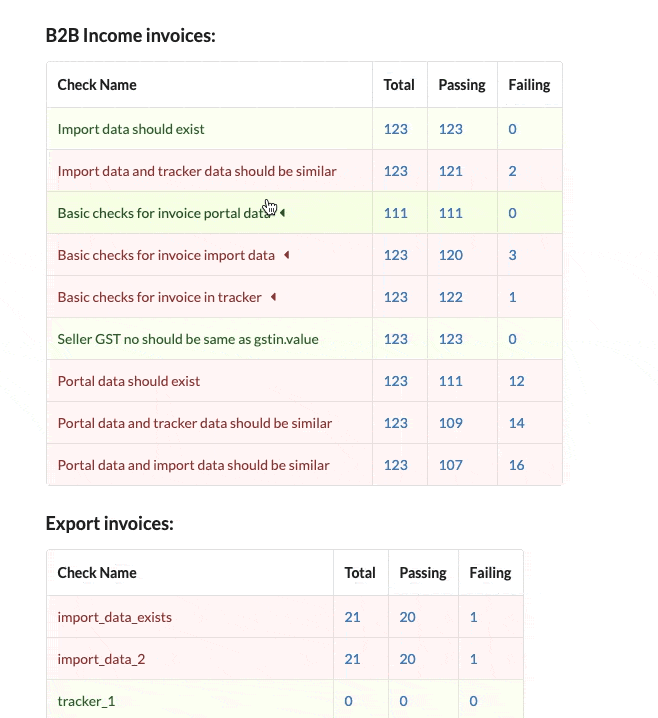 B2B Income invoices:
Check Name Total Passing Failing
Import data should exist 123 123 0
Import data and tracker data should be similar 123 121 2
Basic checks for invoice portal data 111 111 0
Basic checks for invoice import data 123 120 3
Basic checks for invoice in tracker 123 122 1
Seller GST no should be same as gstin.value 123 123 0
Portal data should exist 123 111 12
Portal data and tracker data should be similar 123 109 14
Portal data and import data should be similar 123 107 16
Export invoices:
Check Name Total Passing Failing
import_data_exists 21 20 1
import_data_2 21 20 1
tracker_1 0 0 0